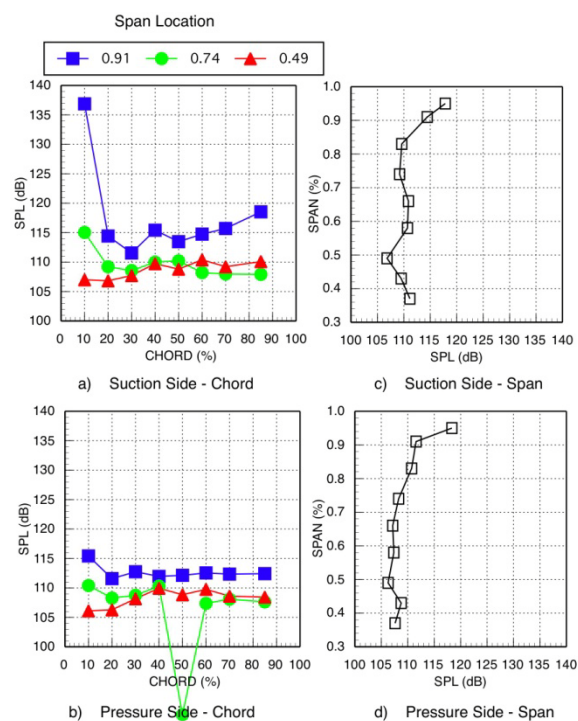 Span Location
0.91 0.74 0.49
140
135
130
125
120
115
110
105
100
SPL (dB)
0 10 20 30 40 50 60 70 80 90 100
CHORD (%)
a) Suction Side - Chord
1.0
0.9
0.8
0.7
0.6
0.5
0.4
0.3
SPAN (%)
100 105 110 115 120 125 130 135 140
SPL (dB)
c) Suction Side - Span
140
135
130
125
120
115
110
105
100
SPL (dB)
0 10 20 30 40 50 60 70 80 90 100
CHORD (%)
b) Pressure Side - Chord
1.0
0.9
0.8
0.7
0.6
0.5
0.4
0.3
SPAN (%)
100 105 110 115 120 125 130 135 140
SPL (dB)
d) Pressure Side - Span